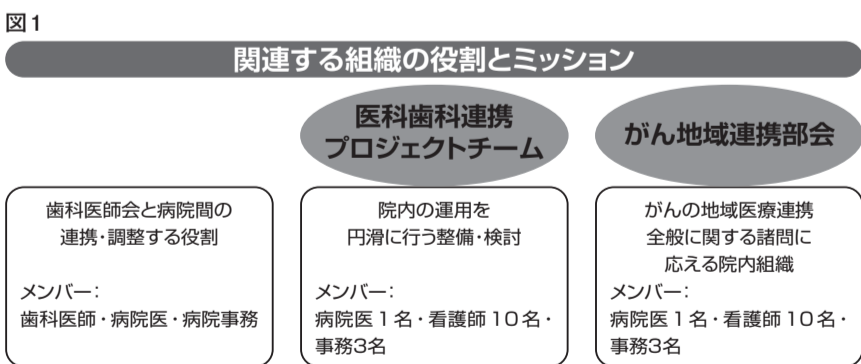 図1
関連する組織の役割とミッション
医科歯科連携
プロジェクトチーム
がん地域連携部会
歯科医師会と病院間の
連携・調整する役割
メンバー：
歯科医師・病院医・病院事務
院内の運用を
円滑に行う整備・検討
メンバー：
病院医1名・看護師10名・
事務3名
がんの地域医療連携
全般に関する諮問に
応える院内組織
メンバー：
病院医1名・看護師10名・
事務3名